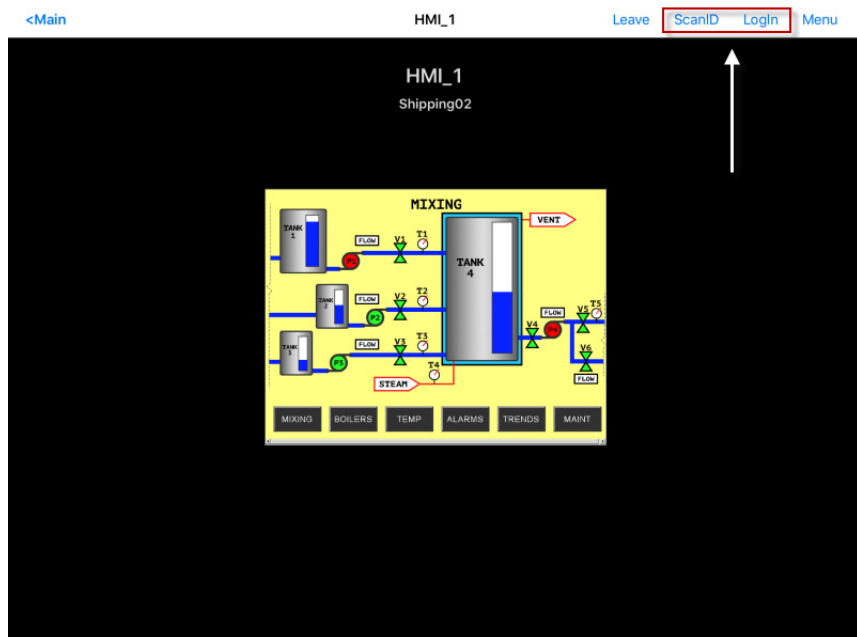 <Main HMI_1 Leave ScanID LogIn Menu
HMI_1
Shipping02
MIXING
VENT
TANK
1
FLOW V1 T1
P1
TANK
4
TANK
2
FLOW V2 T2
P2
FLOW V5 T5
V4 P4
TANK
3
FLOW V3 T3
P3
V6
T4
STEAM
FLOW
MIXING BOILERS TEMP ALARMS TRENDS MAINT